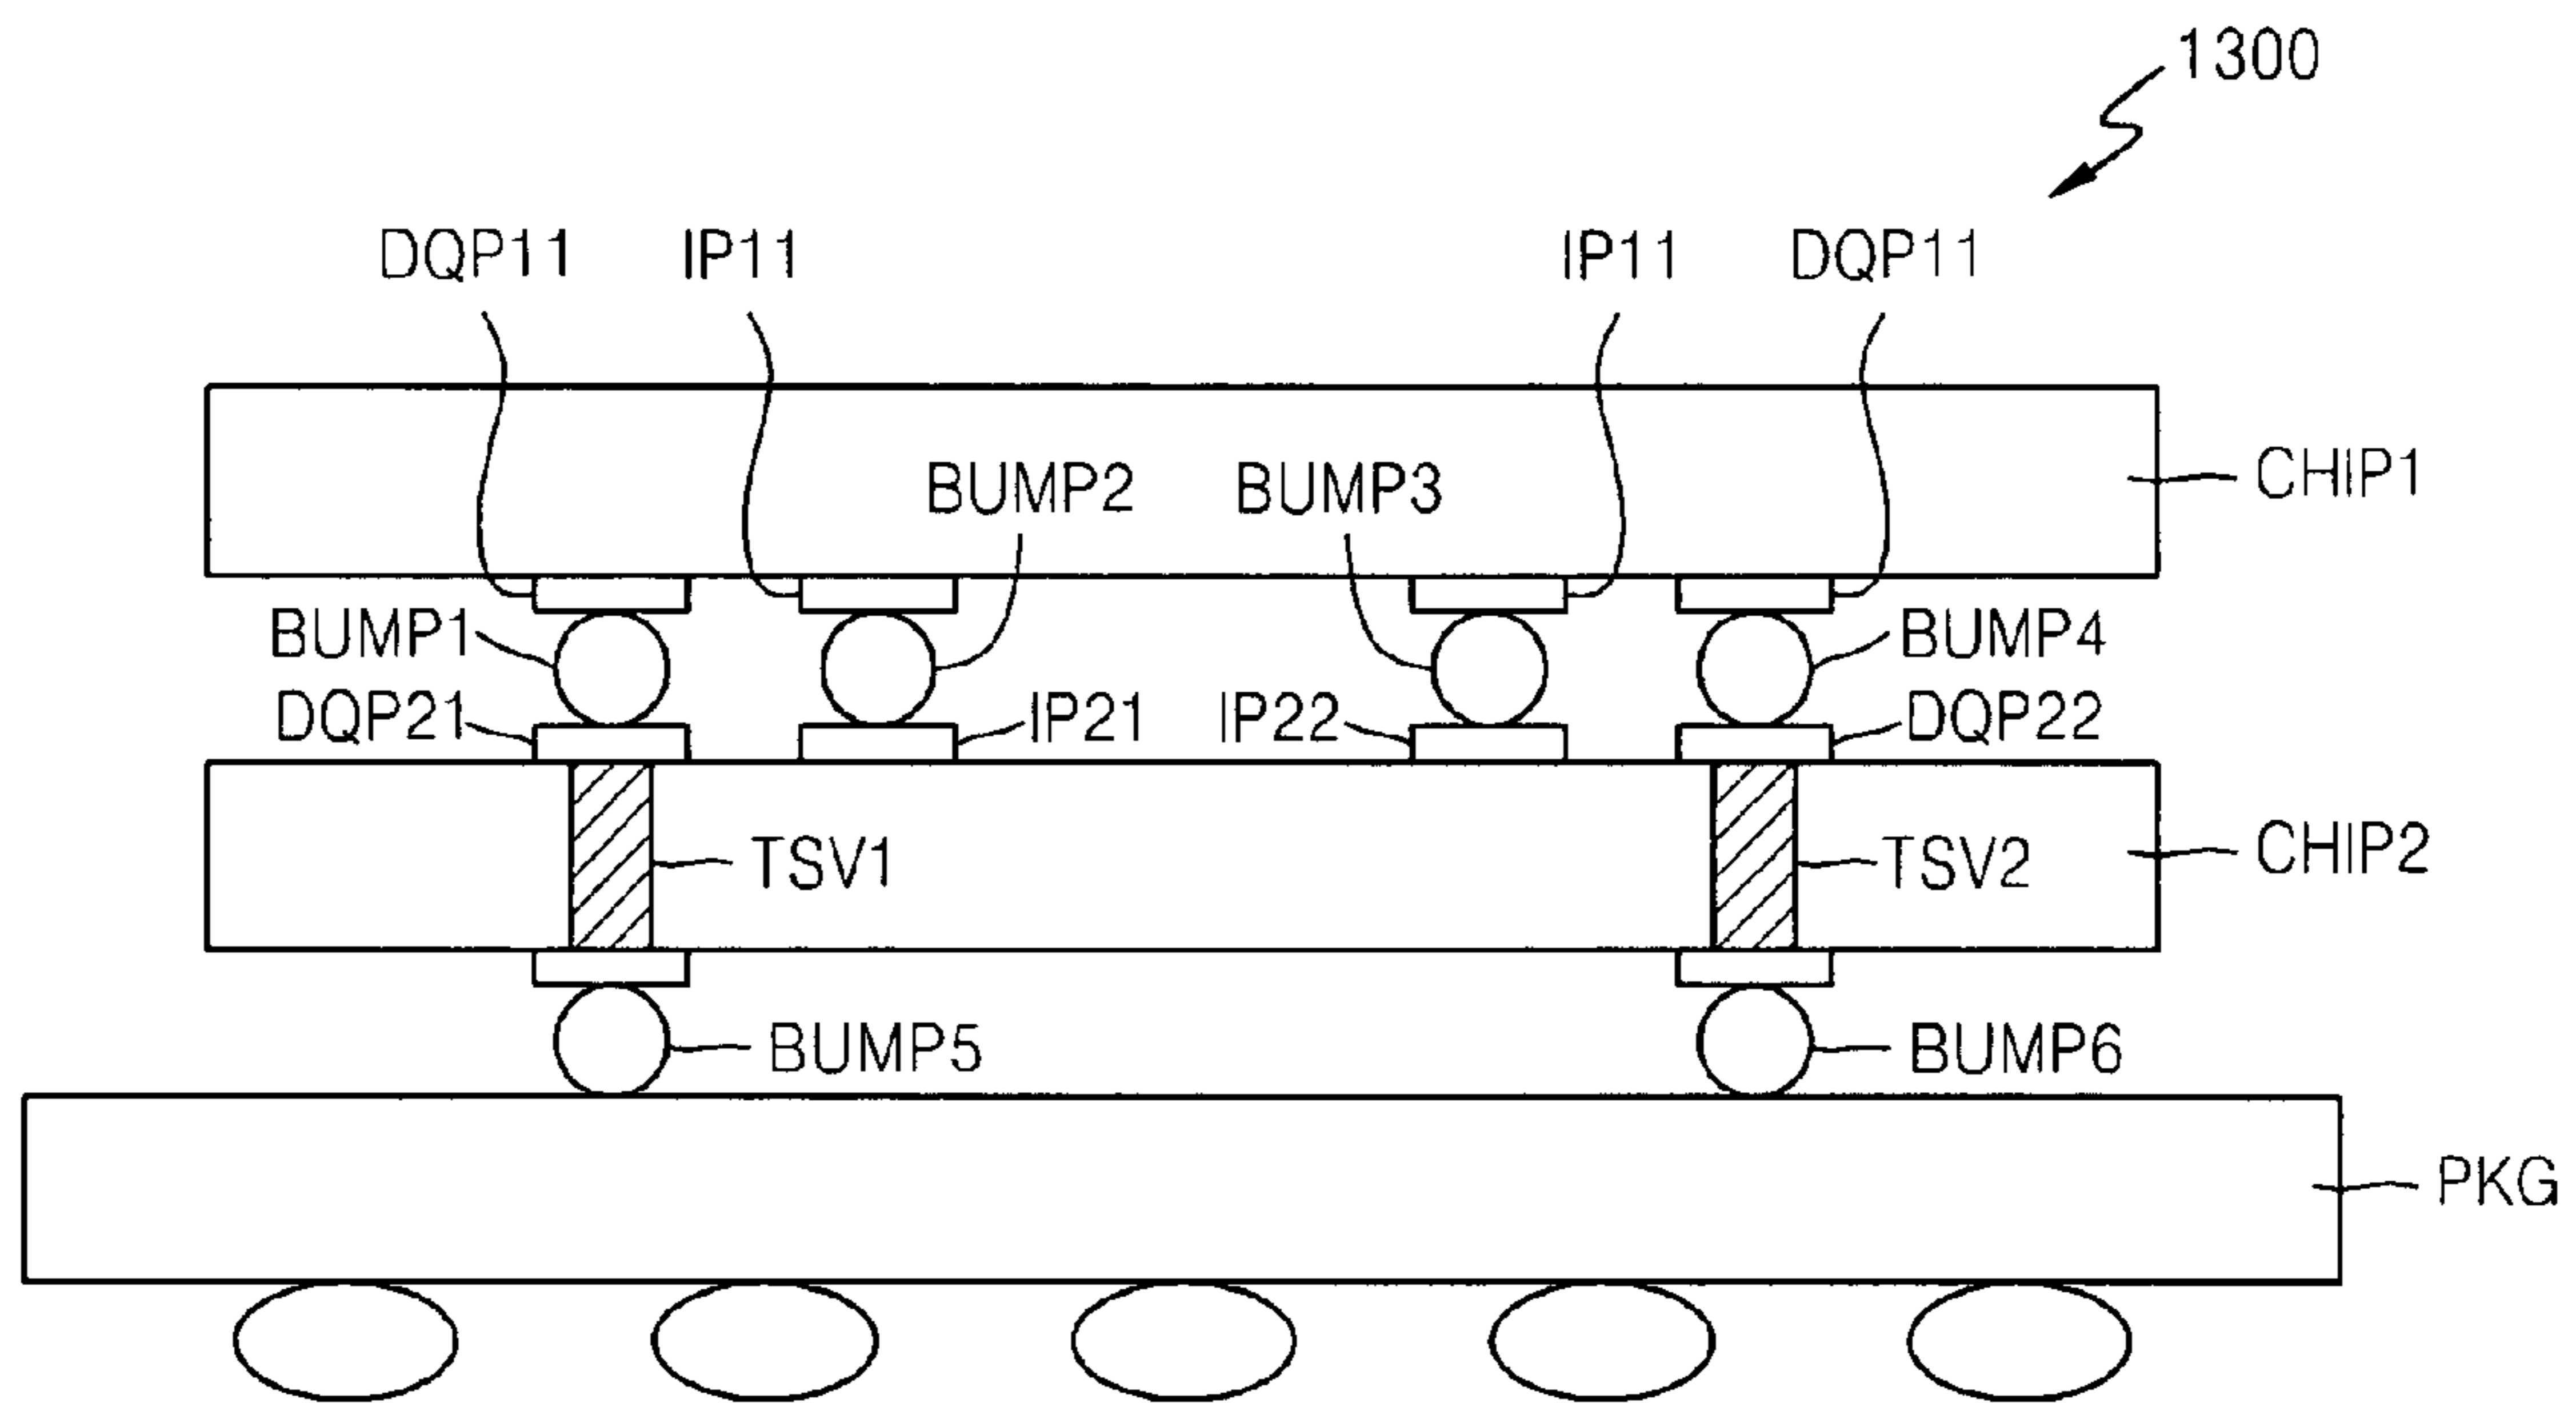 1300
DQP11 IP11 IP11 DQP11
BUMP2 BUMP3 CHIP1
BUMP1 BUMP4
DQP21 IP21 IP22 DQP22
TSV1 TSV2 CHIP2
BUMP5 BUMP6
PKG